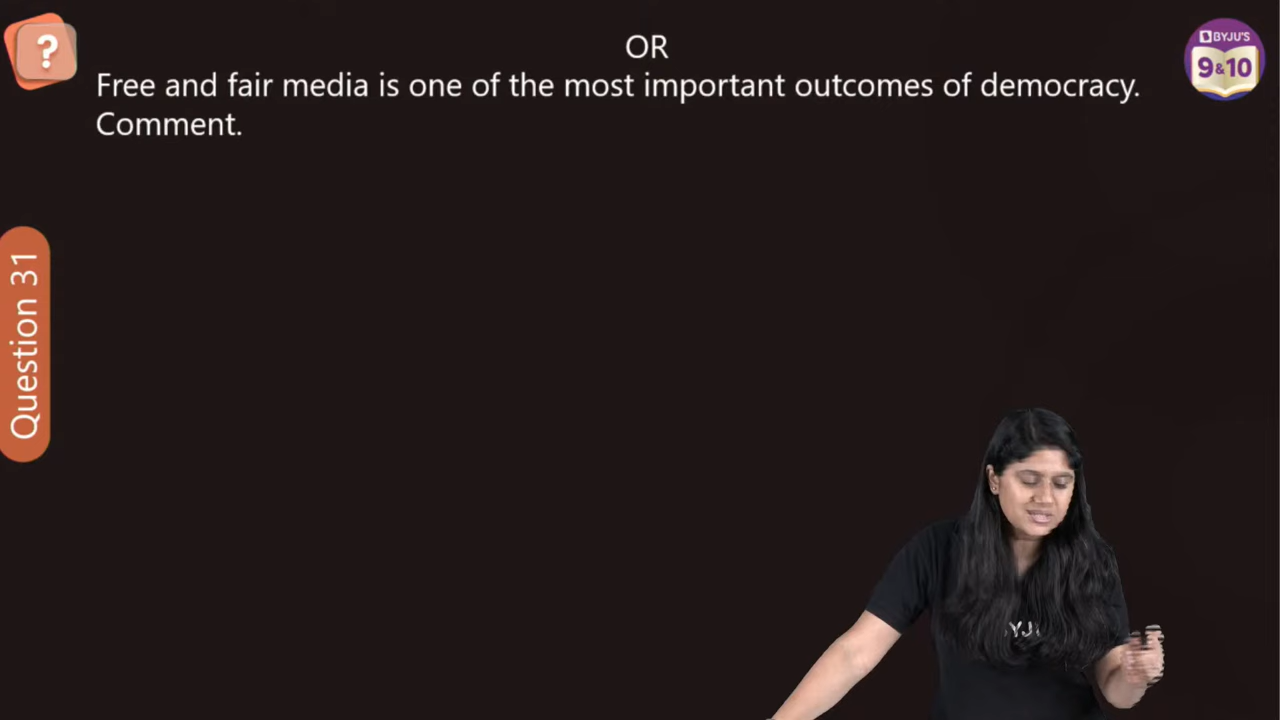 ?
OR
BYJU'S
9&10
Free and fair media is one of the most important outcomes of democracy.
Comment.
Question 31